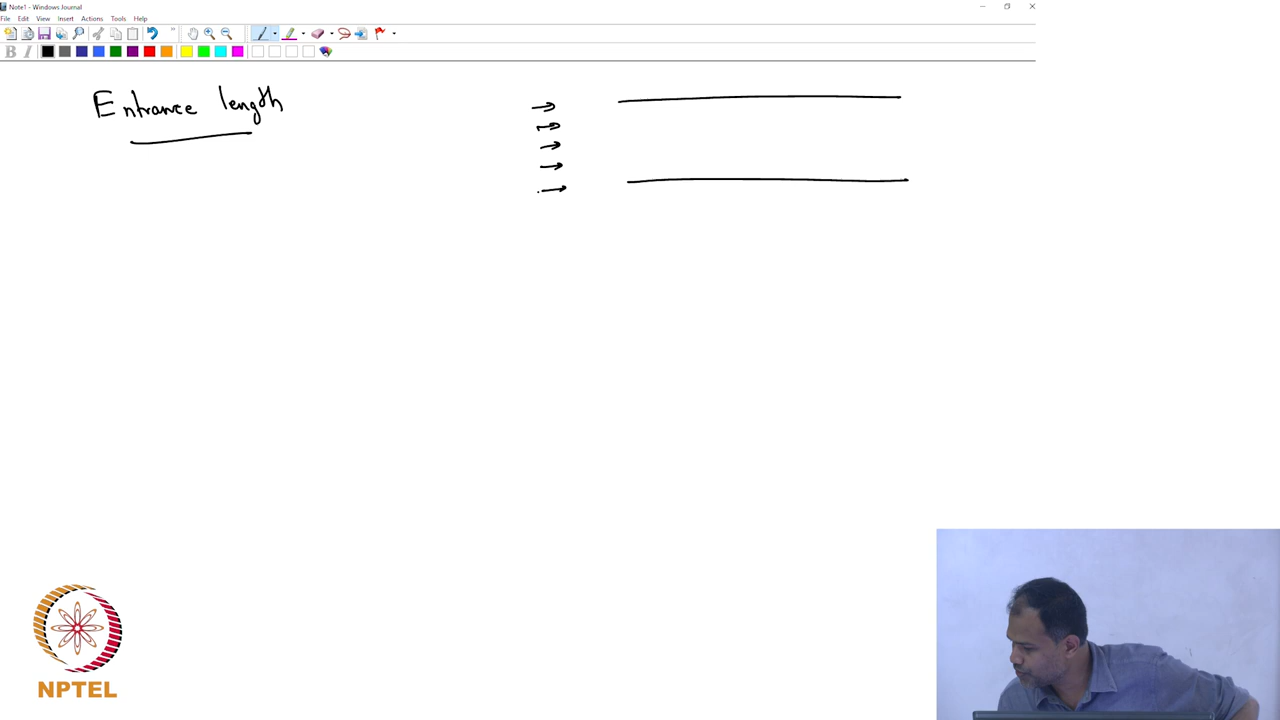 Note1 - Windows Journal
File Edit View Insert Actions Tools Help
B I
Entrance length
NPTEL